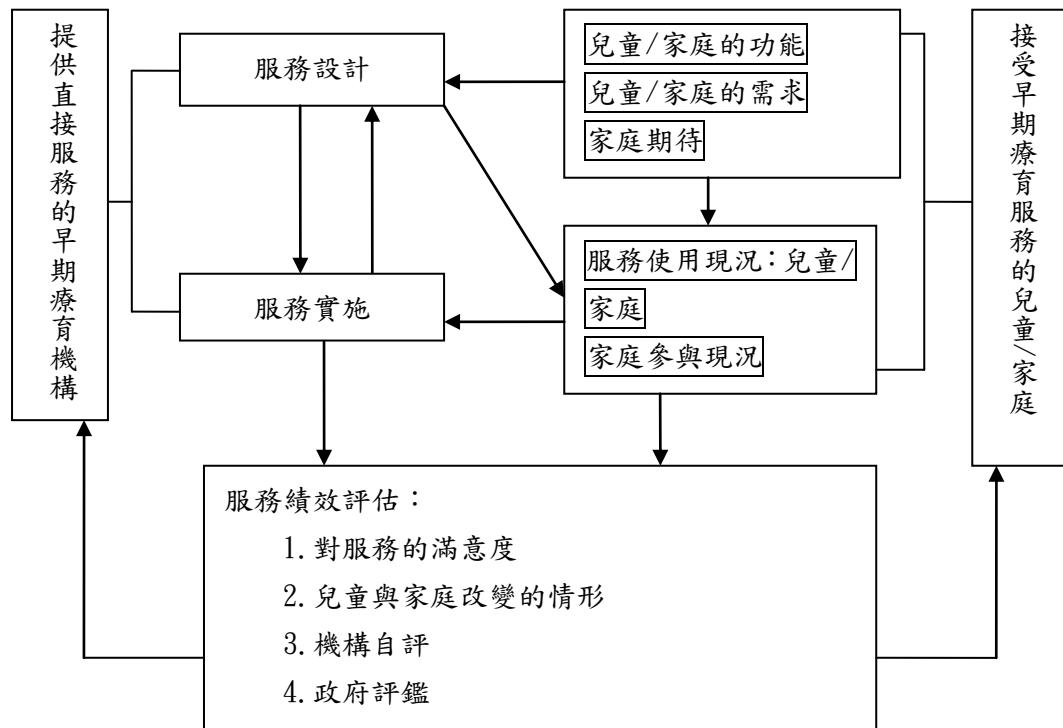 提供直接服務的早期療育機構
服務設計
服務實施
兒童/家庭的功能
兒童/家庭的需求
家庭期待
服務使用現況：兒童/
家庭
家庭參與現況
接受早期療育服務的兒童/家庭
服務績效評估：
1.對服務的滿意度
2.兒童與家庭改變的情形
3.機構自評
4.政府評鑑